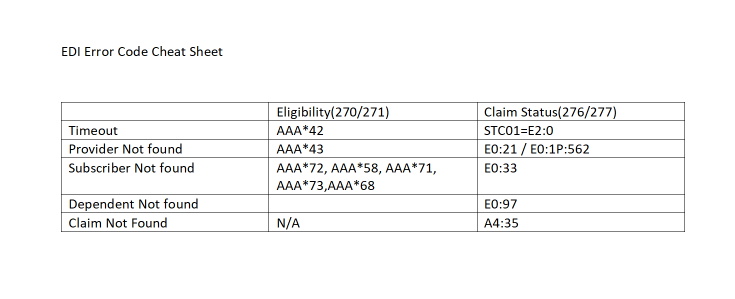 EDI Error Code Cheat Sheet
Eligibility(270/271) Claim Status(276/277)
Timeout AAA*42 STC01=E2:0
Provider Not found AAA*43 E0:21 / E0:1P:562
Subscriber Not found AAA*72, AAA*58, AAA*71, E0:33
AAA*73,AAA*68
Dependent Not found E0:97
Claim Not Found N/A A4:35